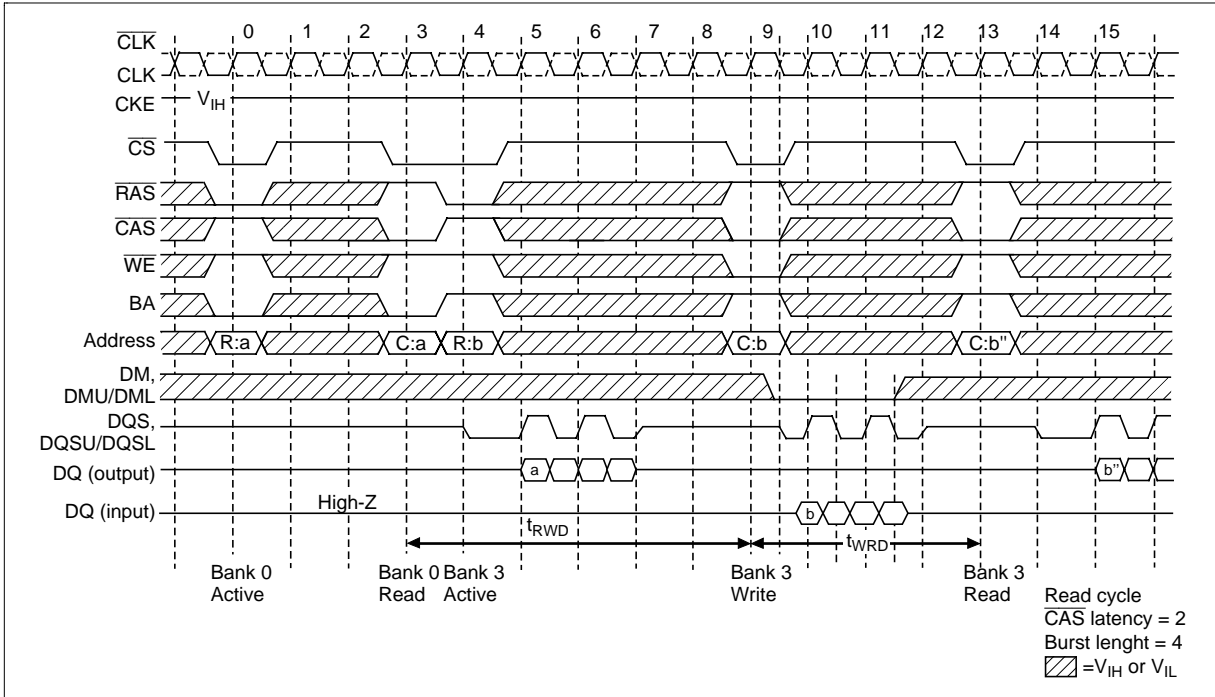 0 1 2 3 4 5 6 7 8 9 10 11 12 13 14 15
CLK
CLK
CKE
VIH
CS
RAS
CAS
WE
BA
Address
R:a C:a R:b C:b C:b"
DM,
DMU/DML
DQS,
DQSU/DQSL
DQ (output)
a b"
High-Z
DQ (input)
b
tRWD tWRD
Bank 0 Bank 0 Bank 3 Bank 3 Bank 3
Active Read Active Write Read
Read cycle
CAS latency = 2
Burst lenght = 4
=VIH or VIL